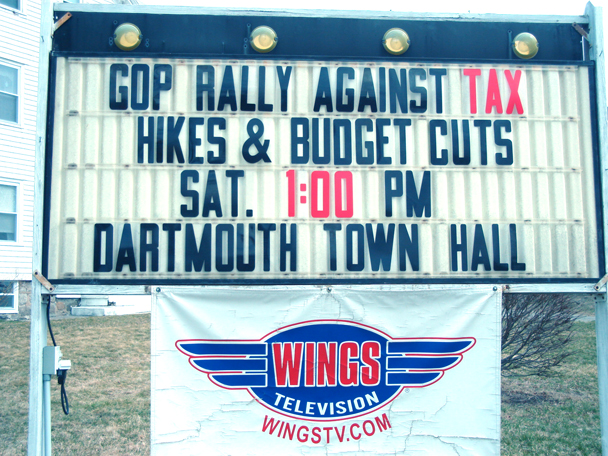 GOP RALLY AGAINST TAX
HIKES & BUDGET CUTS
SAT. 1:00 PM
DARTMOUTH TOWN HALL
WINGS
TELEVISION
WINGSTV.COM